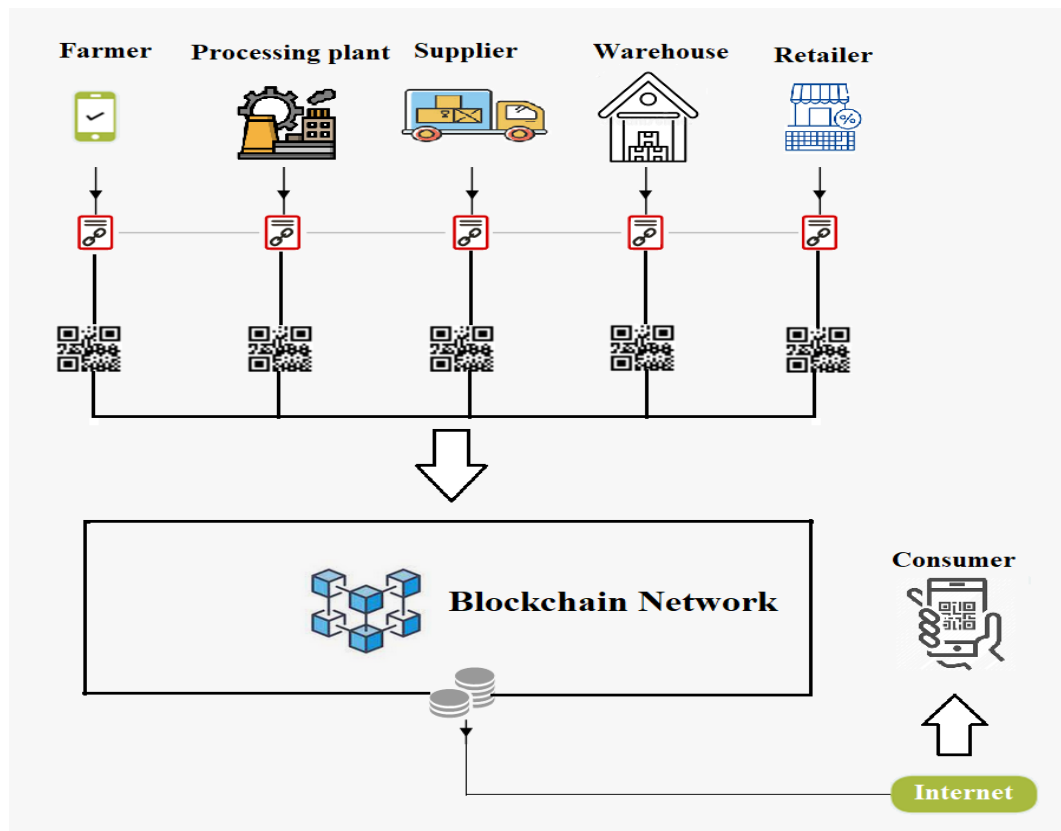 Farmer
Processing plant
Supplier
Warehouse
Retailer
%
Blockchain Network
Consumer
Internet